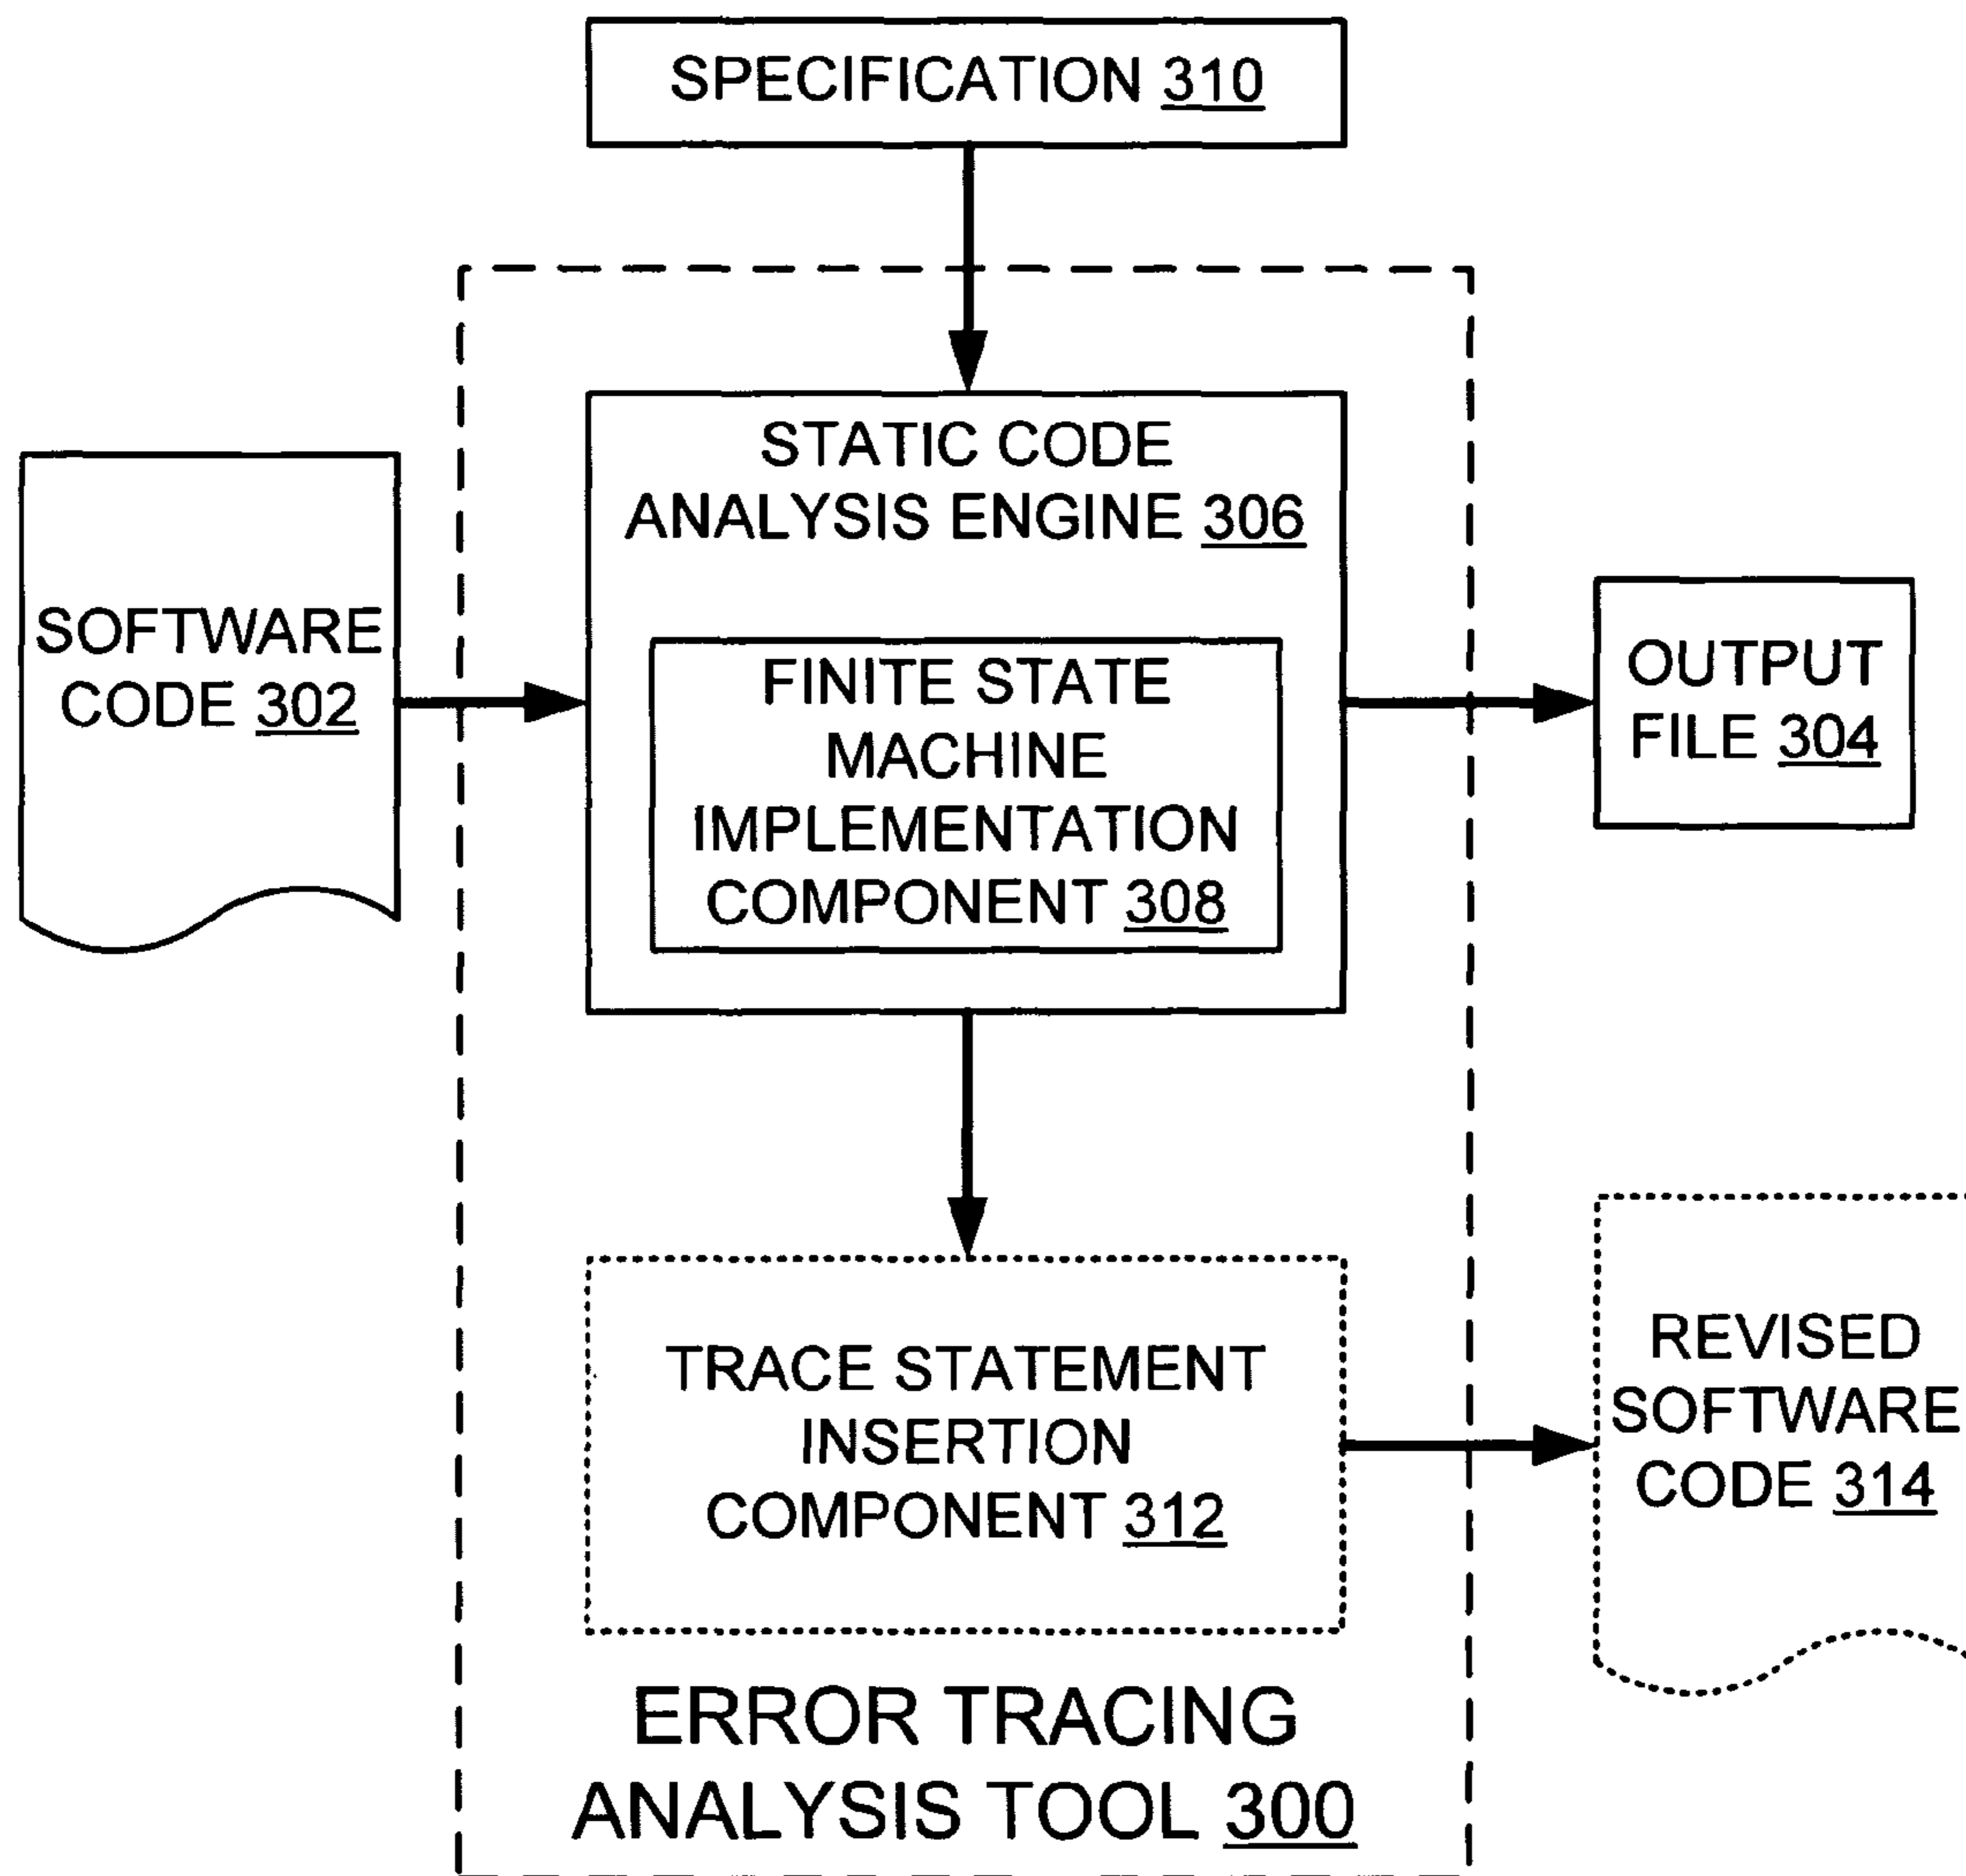 SPECIFICATION 310
STATIC CODE
ANALYSIS ENGINE 306
SOFTWARE
CODE 302
FINITE STATE
MACHINE
IMPLEMENTATION
COMPONENT 308
OUTPUT
FILE 304
TRACE STATEMENT
INSERTION
COMPONENT 312
REVISED
SOFTWARE
CODE 314
ERROR TRACING
ANALYSIS TOOL 300